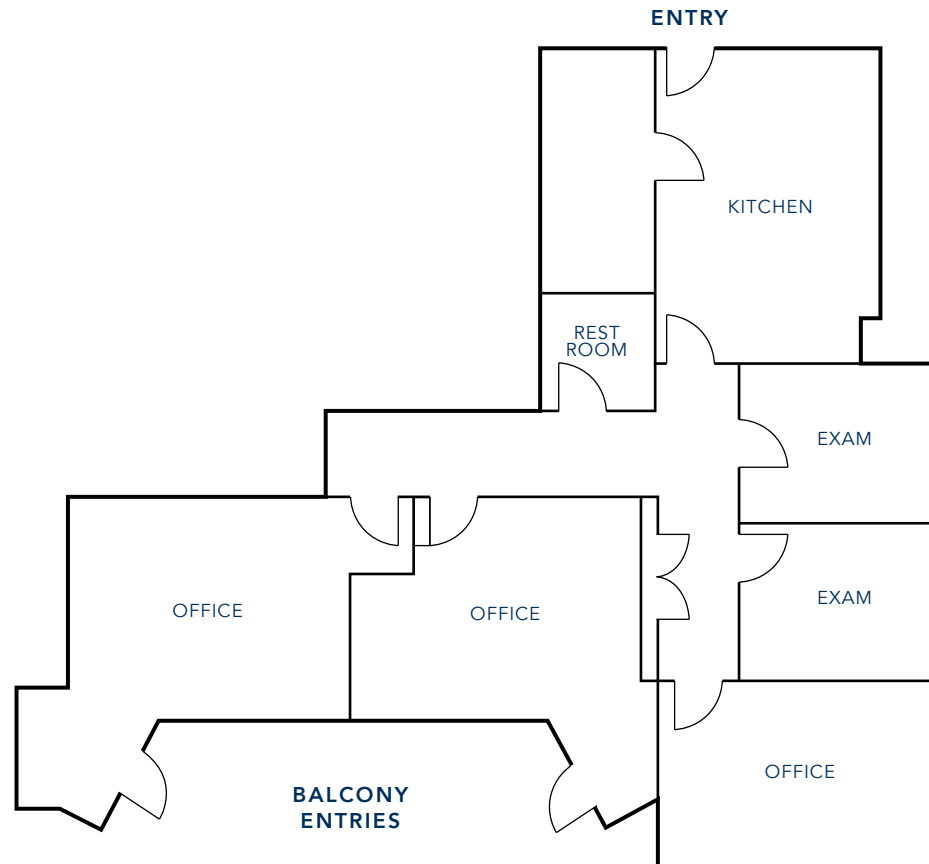 ENTRY
KITCHEN
REST
ROOM
EXAM
EXAM
OFFICE
OFFICE
OFFICE
BALCONY
ENTRIES